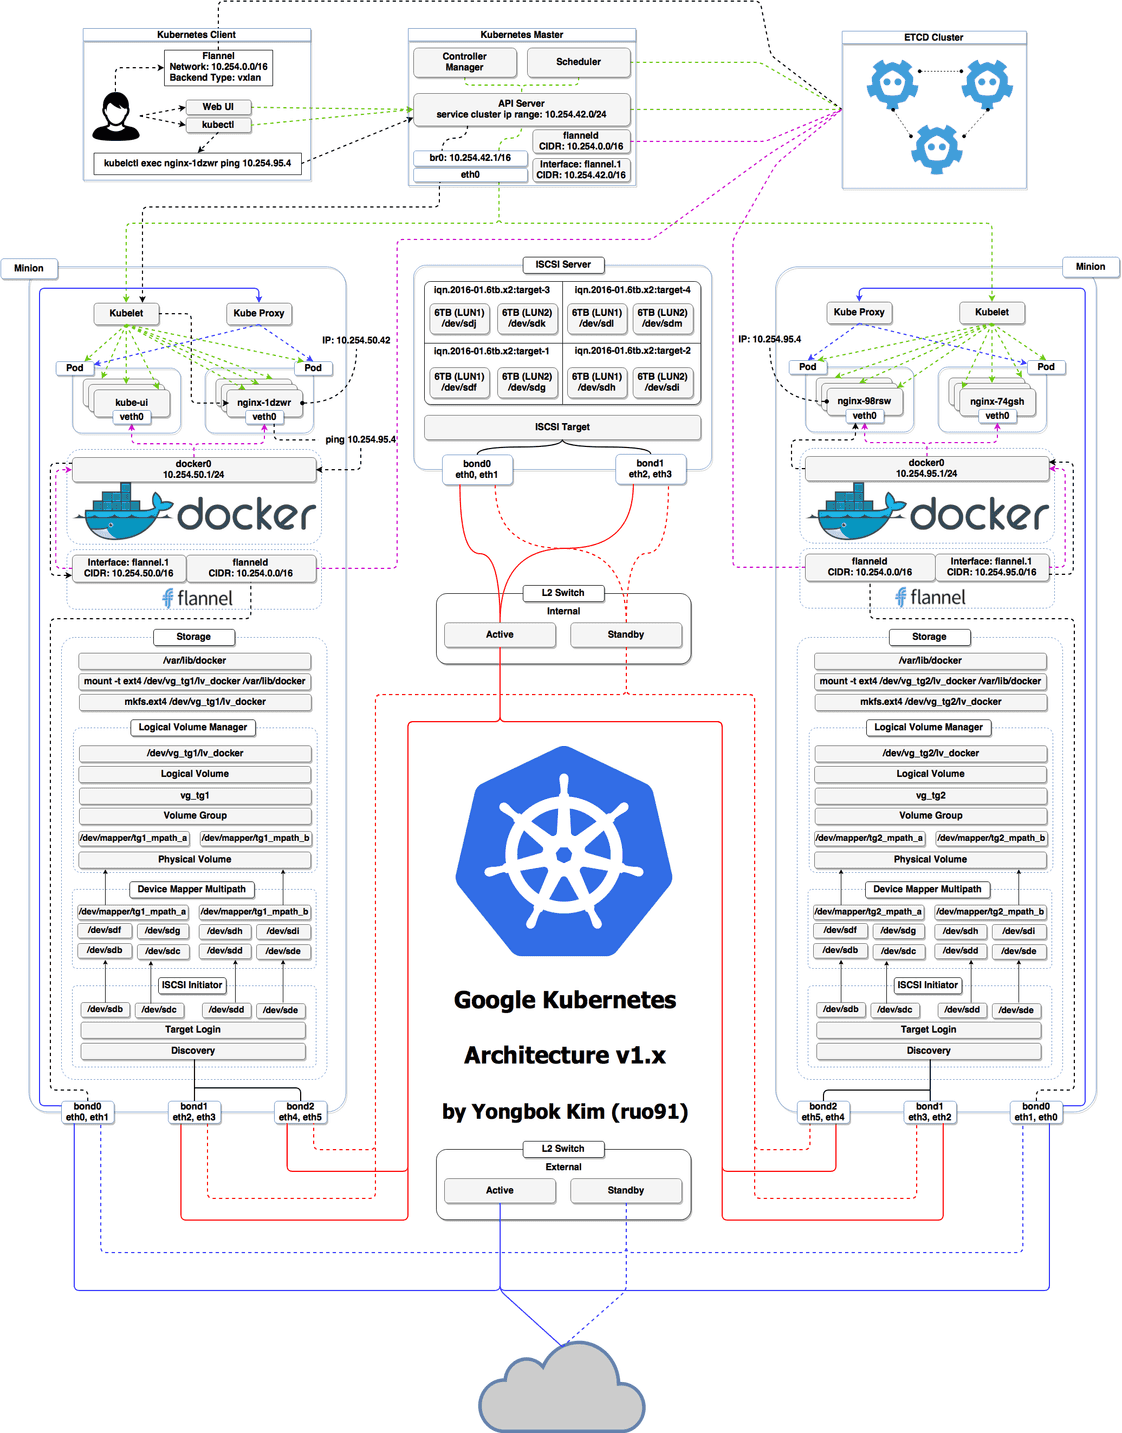 Kubernetes Client
Flannel
Network: 10.254.0.0/16
Backend Type: vxlan
Web UI
kubectl
kubelctl exec nginx-1dzwr ping 10.254.95.4
Kubernetes Master
Controller
Manager
Scheduler
API Server
service cluster ip range: 10.254.42.0/24
flanneld
CIDR: 10.254.0.0/16
br0: 10.254.42.1/16
eth0
Interface: flannel.1
CIDR: 10.254.42.0/16
ETCD Cluster
Minion
Kubelet
Kube Proxy
IP: 10.254.50.42
Pod
Pod
kube-ui
veth0
nginx-1dzwr
veth0
ping 10.254.95.4
docker0
10.254.50.1/24
docker
Interface: flannel.1
CIDR: 10.254.50.0/16
flanneld
CIDR: 10.254.0.0/16
flannel
Storage
/var/lib/docker
mount -t ext4 /dev/vg_tg1/lv_docker /var/lib/docker
mkfs.ext4 /dev/vg_tg1/lv_docker
Logical Volume Manager
/dev/vg_tg1/lv_docker
Logical Volume
vg_tg1
Volume Group
/dev/mapper/tg1_mpath_a
/dev/mapper/tg1_mpath_b
Physical Volume
Device Mapper Multipath
/dev/mapper/tg1_mpath_a
/dev/mapper/tg1_mpath_b
/dev/sdf
/dev/sdg
/dev/sdh
/dev/sdi
/dev/sdb
/dev/sdc
/dev/sdd
/dev/sde
ISCSI Initiator
/dev/sdb
/dev/sdc
/dev/sdd
/dev/sde
Target Login
Discovery
bond0
eth0, eth1
bond1
eth2, eth3
bond2
eth4, eth5
ISCSI Server
iqn.2016-01.6tb.x2:target-3
6TB (LUN1)
/dev/sdj
6TB (LUN2)
/dev/sdk
iqn.2016-01.6tb.x2:target-4
6TB (LUN1)
/dev/sdl
6TB (LUN2)
/dev/sdm
iqn.2016-01.6tb.x2:target-1
6TB (LUN1)
/dev/sdf
6TB (LUN2)
/dev/sdg
iqn.2016-01.6tb.x2:target-2
6TB (LUN1)
/dev/sdh
6TB (LUN2)
/dev/sdi
ISCSI Target
bond0
eth0, eth1
bond1
eth2, eth3
L2 Switch
Internal
Active
Standby
Google Kubernetes
Architecture v1.x
by Yongbok Kim (ruo91)
L2 Switch
External
Active
Standby
Minion
Kube Proxy
Kubelet
IP: 10.254.95.4
Pod
Pod
nginx-98rsw
veth0
nginx-74gsh
veth0
docker0
10.254.95.1/24
docker
flanneld
CIDR: 10.254.0.0/16
Interface: flannel.1
CIDR: 10.254.95.0/16
flannel
Storage
/var/lib/docker
mount -t ext4 /dev/vg_tg2/lv_docker /var/lib/docker
mkfs.ext4 /dev/vg_tg2/lv_docker
Logical Volume Manager
/dev/vg_tg2/lv_docker
Logical Volume
vg_tg2
Volume Group
/dev/mapper/tg2_mpath_a
/dev/mapper/tg2_mpath_b
Physical Volume
Device Mapper Multipath
/dev/mapper/tg2_mpath_a
/dev/mapper/tg2_mpath_b
/dev/sdf
/dev/sdg
/dev/sdh
/dev/sdi
/dev/sdb
/dev/sdc
/dev/sdd
/dev/sde
ISCSI Initiator
/dev/sdb
/dev/sdc
/dev/sdd
/dev/sde
Target Login
Discovery
bond2
eth5, eth4
bond1
eth3, eth2
bond0
eth1, eth0